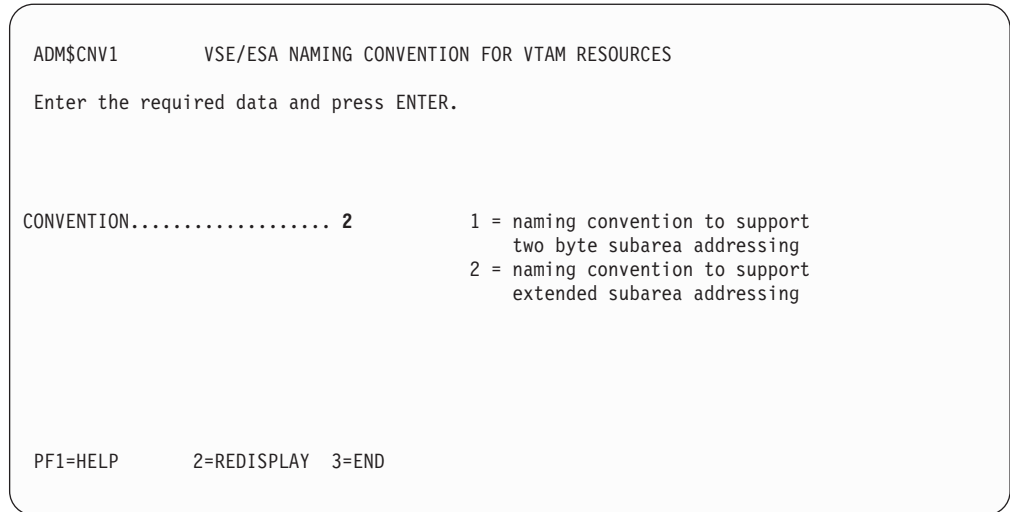 ADM$CNV1 VSE/ESA NAMING CONVENTION FOR VTAM RESOURCES
Enter the required data and press ENTER.
CONVENTION................... 2 1 = naming convention to support
two byte subarea addressing
2 = naming convention to support
extended subarea addressing
PF1=HELP 2=REDISPLAY 3=END